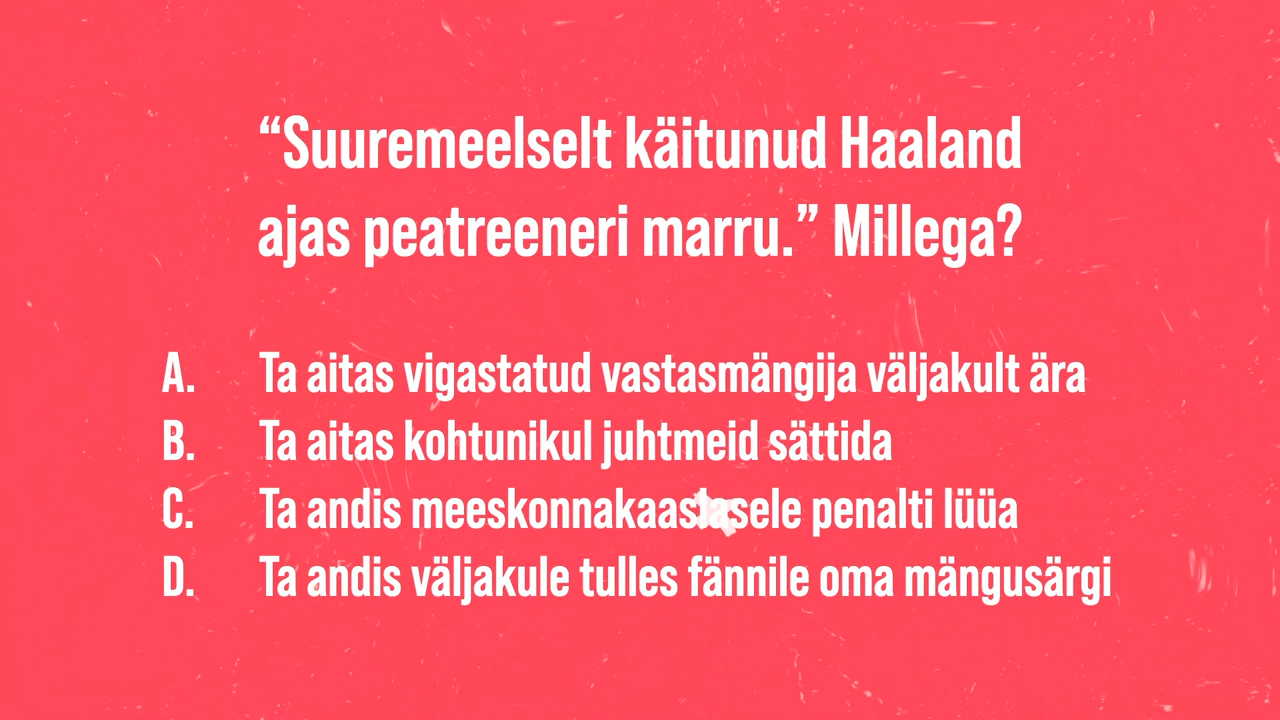 “Suuremeelselt käitunud Haaland
ajas peatreeneri marru.” Millega?
A. Ta aitas vigastatud vastasmängija väljakult ära
B. Ta aitas kohtunikul juhtmeid sättida
C. Ta andis meeskonnakaaslasele penalti lüüa
D. Ta andis väljakule tulles fännile oma mängusärgi